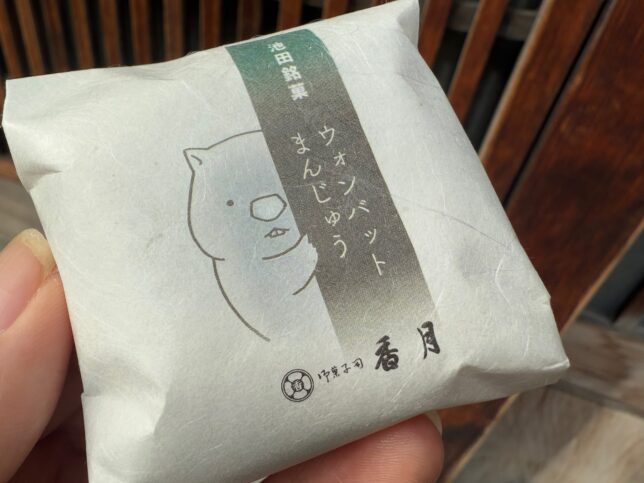 池田銘菓
ウォンバット
まんじゅう
御菓子司 香月